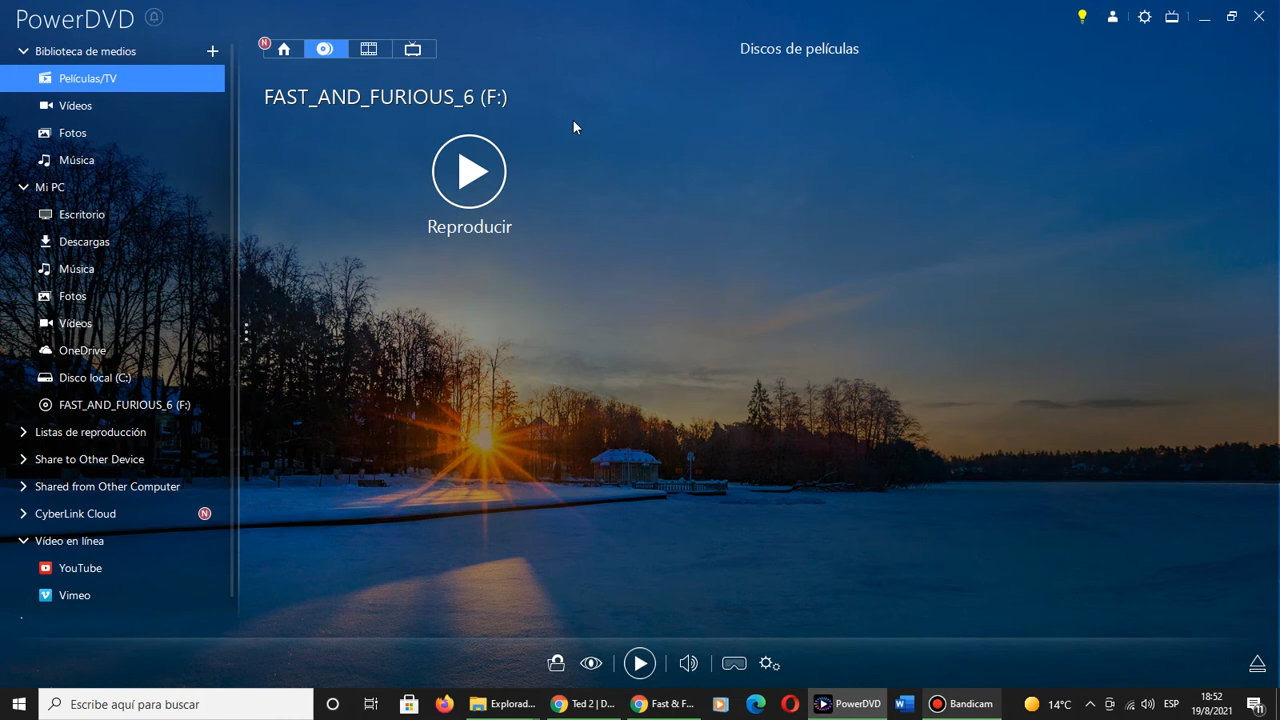 PowerDVD
Biblioteca de medios
Películas/TV
Vídeos
Fotos
Música
Mi PC
Escritorio
Descargas
Música
Fotos
Vídeos
OneDrive
Disco local (C:)
FAST_AND_FURIOUS_6 (F:)
Listas de reproducción
Share to Other Device
Shared from Other Computer
CyberLink Cloud N
Vídeo en línea
YouTube
Vimeo
N
Discos de películas
FAST_AND_FURIOUS_6 (F:)
Reproducir
Escribe aquí para buscar
Explorad...
Ted 2 | D...
Fast & F...
PowerDVD
Bandicam
14°C
ESP
18:52
19/8/2021
11